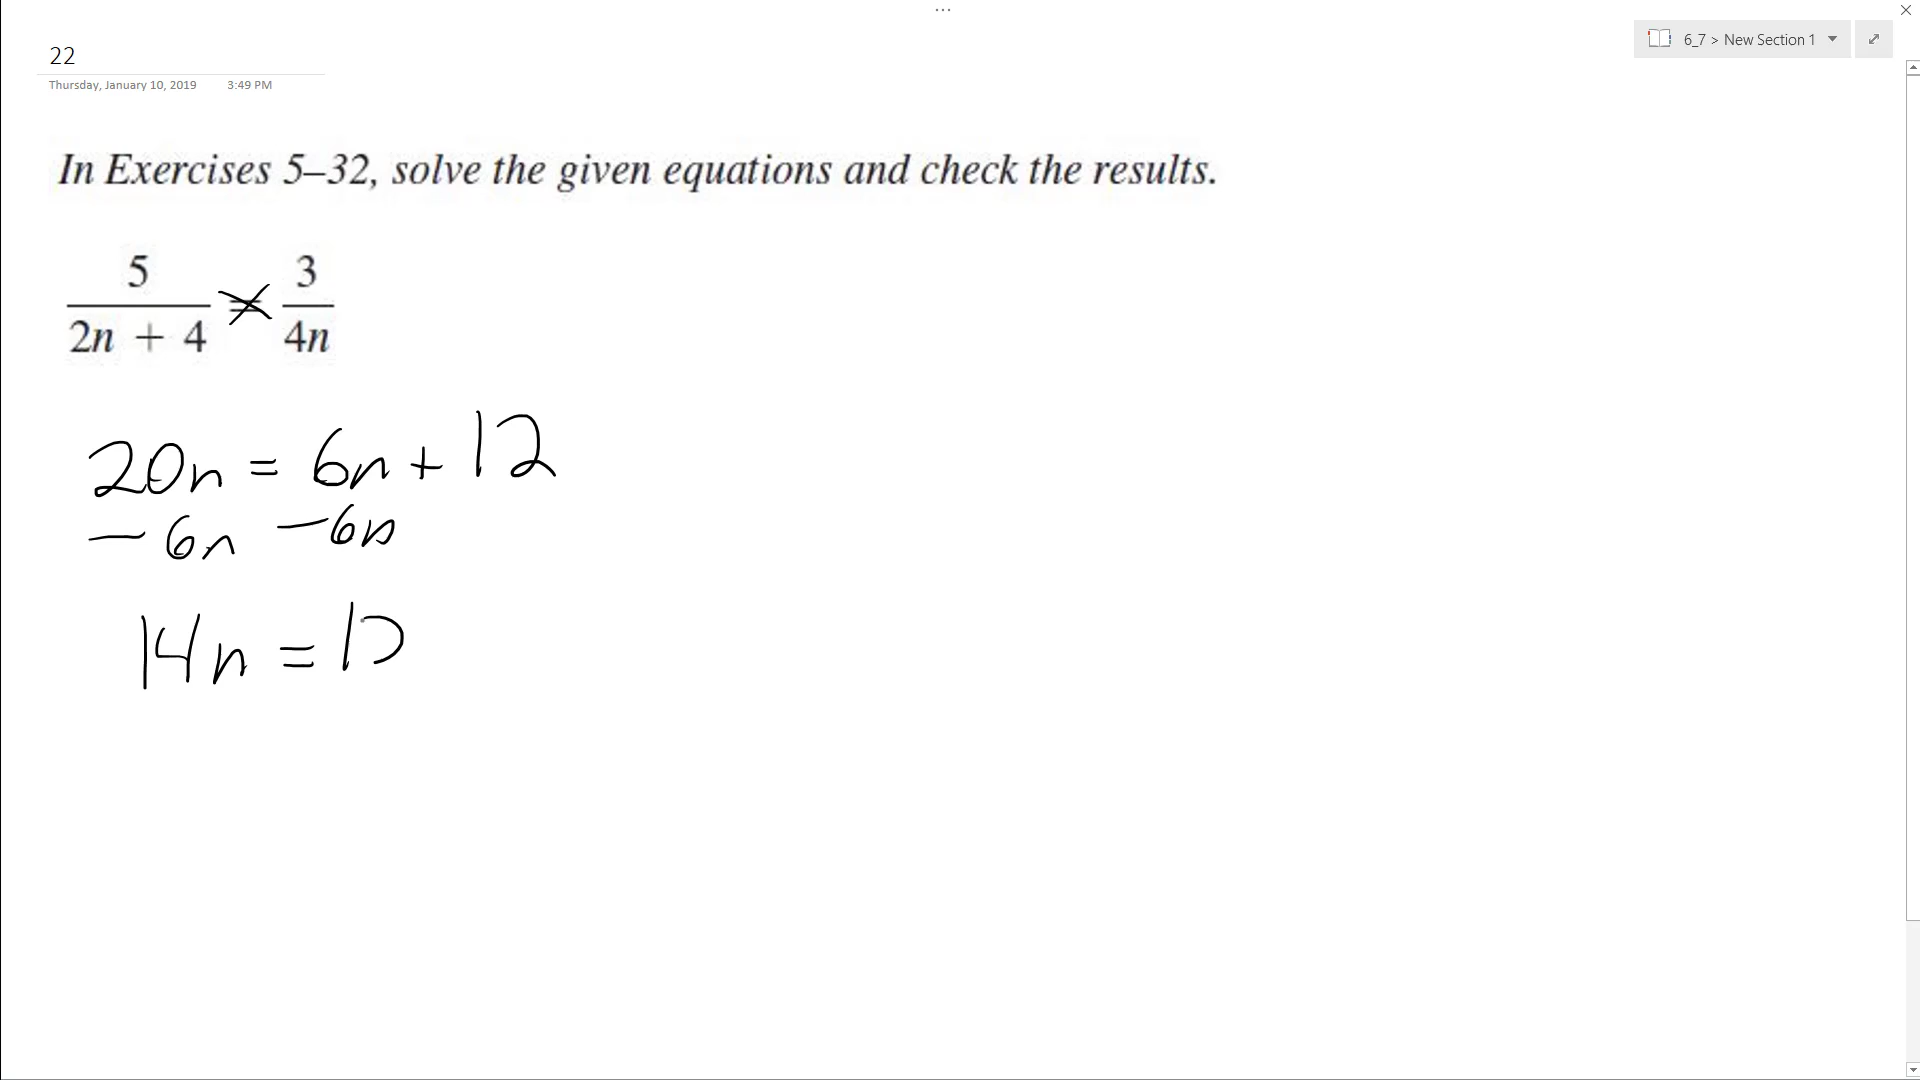 ...
6_7 > New Section 1
22
Thursday, January 10, 2019 3:49 PM
In Exercises 5–32, solve the given equations and check the results.
5/(2n + 4) = 3/(4n)
20n = 6n + 12
-6n -6n
14n = 1